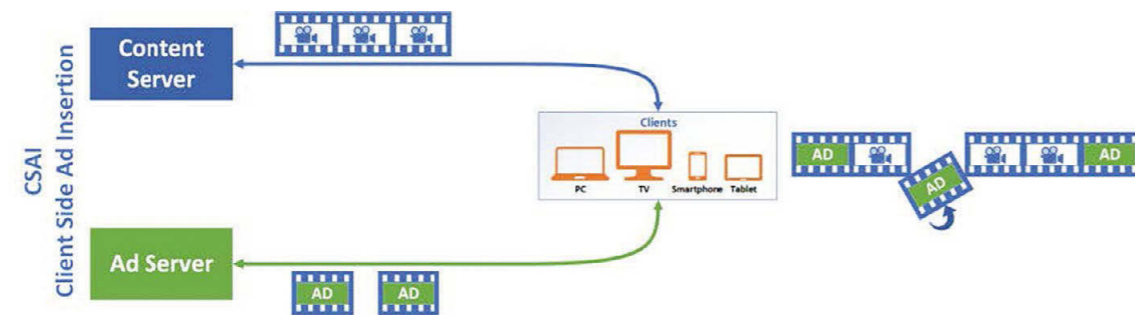 CSAI
Client Side Ad Insertion
Content
Server
Clients
PC TV Smartphone Tablet
AD AD
AD
Ad Server
AD AD